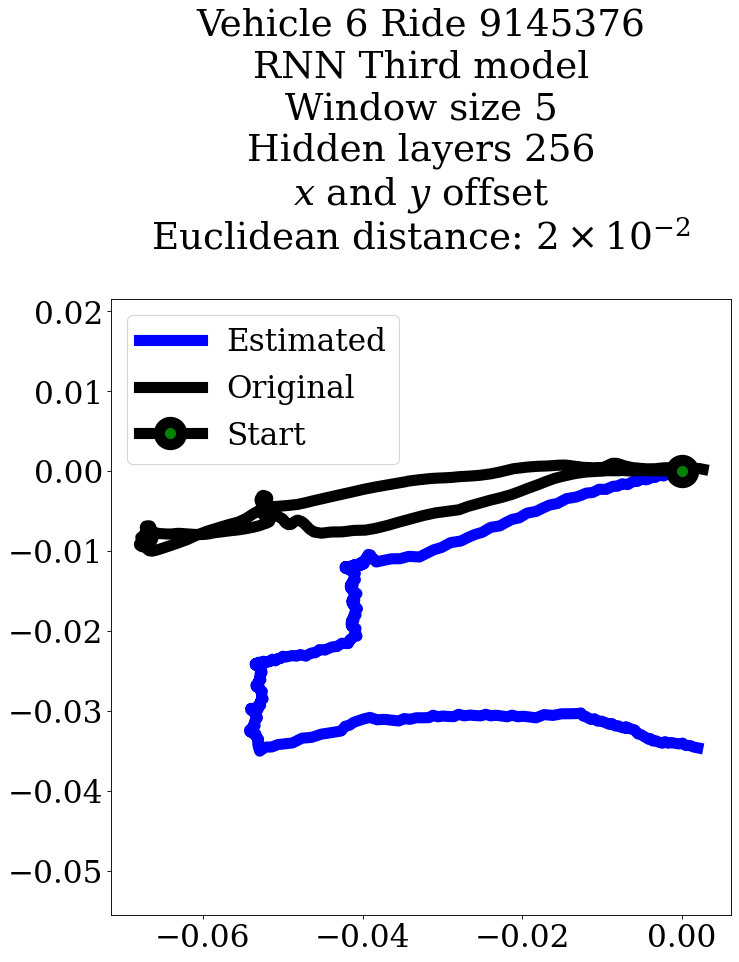 Vehicle 6 Ride 9145376
RNN Third model
Window size 5
Hidden layers 256
x and y offset
Euclidean distance: 2 × 10⁻²
Estimated
Original
Start
0.02
0.01
0.00
−0.01
−0.02
−0.03
−0.04
−0.05
−0.06 −0.04 −0.02 0.00